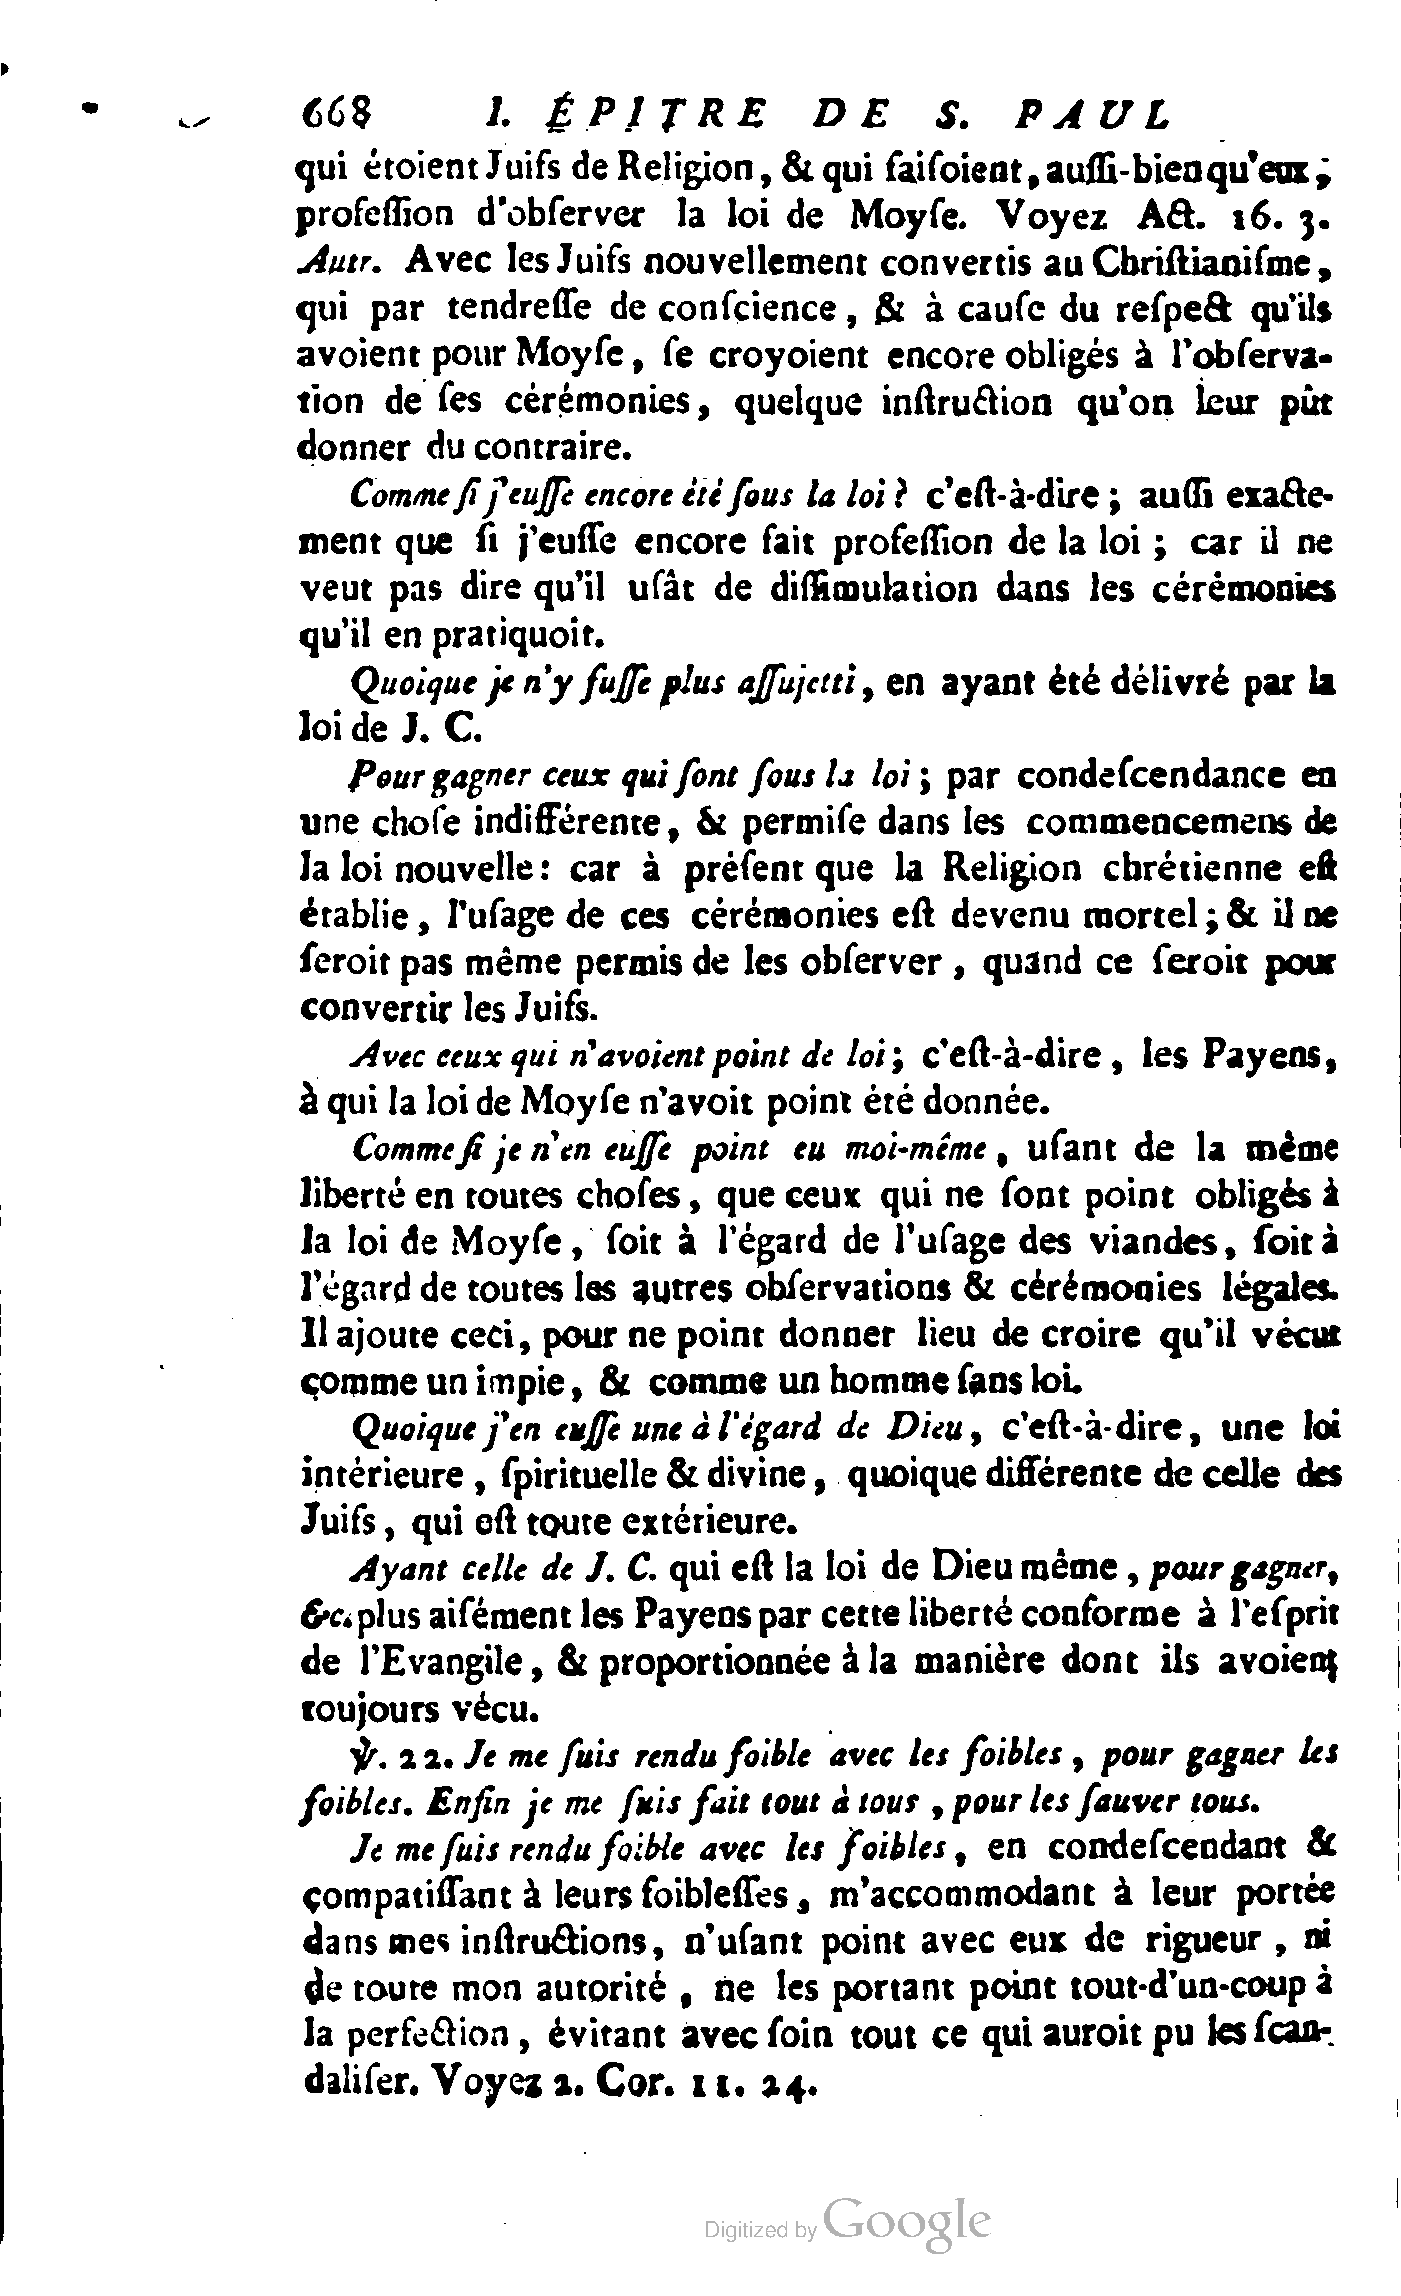 668 I. ÉPITRE DE S. PAUL
qui étoient Juifs de Religion, & qui faiſoient, auſſi-bien qu'eux,
profeſſion d'obſerver la loi de Moyſe. Voyez Act. 16. 3.
Autr. Avec les Juifs nouvellement convertis au Chriſtianiſme,
qui par tendreſſe de conſcience, & à cauſe du reſpect qu'ils
avoient pour Moyſe, ſe croyoient encore obligés à l'obſerva-
tion de ſes cérémonies, quelque inſtruction qu'on leur pût
donner du contraire.
Comme ſi j'euſſe encore été ſous la loi ? c'eſt-à-dire ; auſſi exacte-
ment que ſi j'euſſe encore fait profeſſion de la loi ; car il ne
veut pas dire qu'il uſât de diſſimulation dans les cérémonies
qu'il en pratiquoit.
Quoique je n'y fuſſe plus aſſujetti, en ayant été délivré par la
loi de J. C.
Pour gagner ceux qui ſont ſous la loi ; par condeſcendance en
une choſe indifférente, & permiſe dans les commencemens de
la loi nouvelle : car à préſent que la Religion chrétienne eſt
établie, l'uſage de ces cérémonies eſt devenu mortel ; & il ne
ſeroit pas même permis de les obſerver, quand ce ſeroit pour
convertir les Juifs.
Avec ceux qui n'avoient point de loi ; c'eſt-à-dire, les Payens,
à qui la loi de Moyſe n'avoit point été donnée.
Comme ſi je n'en euſſe point eu moi-même, uſant de la même
liberté en toutes choſes, que ceux qui ne ſont point obligés à
la loi de Moyſe, ſoit à l'égard de l'uſage des viandes, ſoit à
l'égard de toutes les autres obſervations & cérémonies légales.
Il ajoute ceci, pour ne point donner lieu de croire qu'il vécut
comme un impie, & comme un homme ſans loi.
Quoique j'en euſſe une à l'égard de Dieu, c'eſt-à-dire, une loi
intérieure, ſpirituelle & divine, quoique différente de celle des
Juifs, qui eſt toute extérieure.
Ayant celle de J. C. qui eſt la loi de Dieu même, pour gagner,
&c. plus aiſément les Payens par cette liberté conforme à l'eſprit
de l'Evangile, & proportionnée à la manière dont ils avoient
toujours vécu.
℣. 22. Je me ſuis rendu foible avec les foibles, pour gagner les
foibles. Enfin je me ſuis fait tout à tous, pour les ſauver tous.
Je me ſuis rendu foible avec les foibles, en condeſcendant &
compatiſſant à leurs foibleſſes, m'accommodant à leur portée
dans mes inſtructions, n'uſant point avec eux de rigueur, ni
de toute mon autorité, ne les portant point tout-d'un-coup à
la perfection, évitant avec ſoin tout ce qui auroit pu les ſcan-
daliſer. Voyez 2. Cor. 11. 24.
Digitized by Google